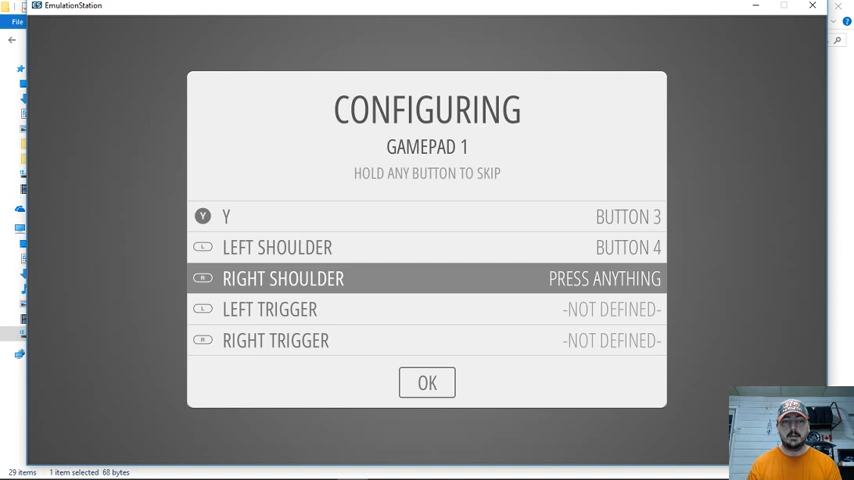 EmulationStation
File
CONFIGURING
GAMEPAD 1
HOLD ANY BUTTON TO SKIP
Y Y BUTTON 3
L LEFT SHOULDER BUTTON 4
R RIGHT SHOULDER PRESS ANYTHING
L LEFT TRIGGER -NOT DEFINED-
R RIGHT TRIGGER -NOT DEFINED-
OK
29 items 1 item selected 68 bytes